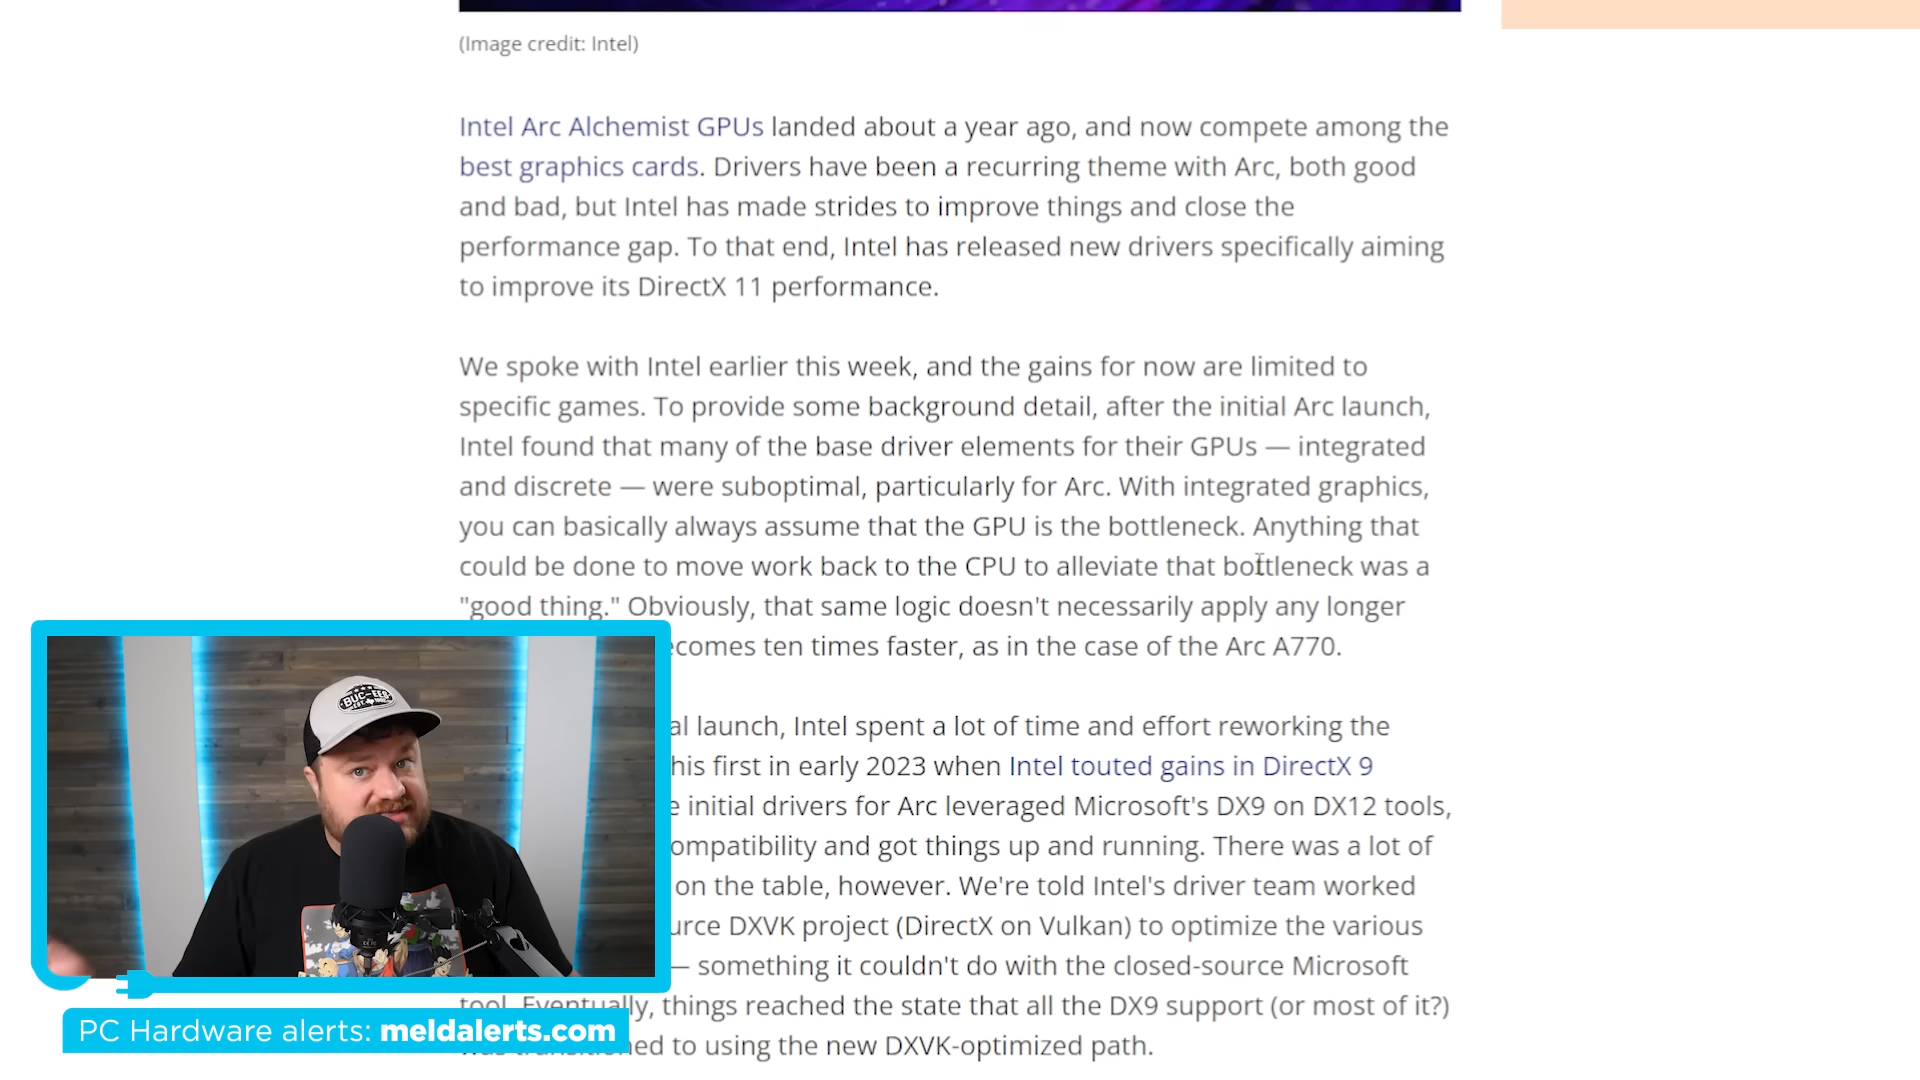 (Image credit: Intel)
Intel Arc Alchemist GPUs landed about a year ago, and now compete among the
best graphics cards. Drivers have been a recurring theme with Arc, both good
and bad, but Intel has made strides to improve things and close the
performance gap. To that end, Intel has released new drivers specifically aiming
to improve its DirectX 11 performance.
We spoke with Intel earlier this week, and the gains for now are limited to
specific games. To provide some background detail, after the initial Arc launch,
Intel found that many of the base driver elements for their GPUs — integrated
and discrete — were suboptimal, particularly for Arc. With integrated graphics,
you can basically always assume that the GPU is the bottleneck. Anything that
could be done to move work back to the CPU to alleviate that bottleneck was a
"good thing." Obviously, that same logic doesn't necessarily apply any longer
ecomes ten times faster, as in the case of the Arc A770.
al launch, Intel spent a lot of time and effort reworking the
his first in early 2023 when Intel touted gains in DirectX 9
e initial drivers for Arc leveraged Microsoft's DX9 on DX12 tools,
ompatibility and got things up and running. There was a lot of
on the table, however. We're told Intel's driver team worked
urce DXVK project (DirectX on Vulkan) to optimize the various
— something it couldn't do with the closed-source Microsoft
tool. Eventually, things reached the state that all the DX9 support (or most of it?)
ed to using the new DXVK-optimized path.
BUC-EE'S
PC Hardware alerts: meldalerts.com